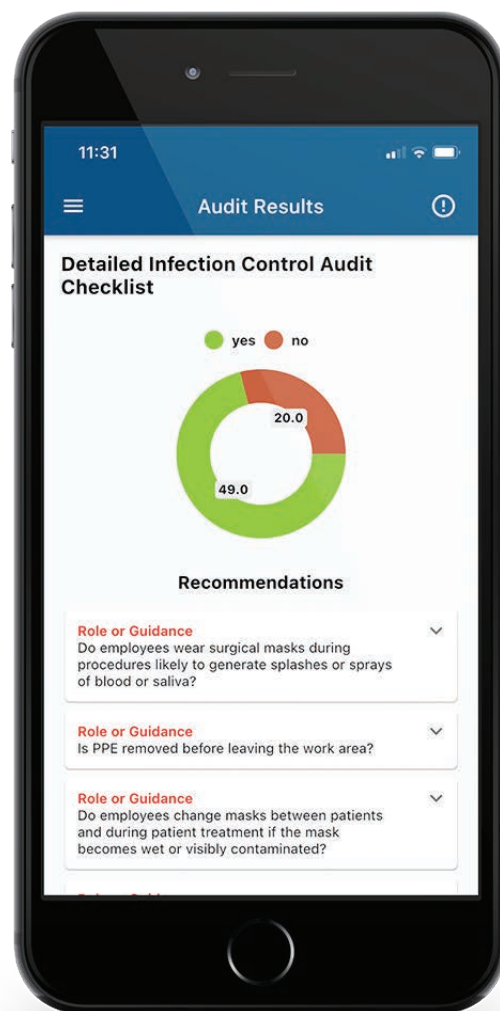 11:31
Audit Results
Detailed Infection Control Audit
Checklist
yes no
20.0
49.0
Recommendations
Role or Guidance
Do employees wear surgical masks during
procedures likely to generate splashes or sprays
of blood or saliva?
Role or Guidance
Is PPE removed before leaving the work area?
Role or Guidance
Do employees change masks between patients
and during patient treatment if the mask
becomes wet or visibly contaminated?